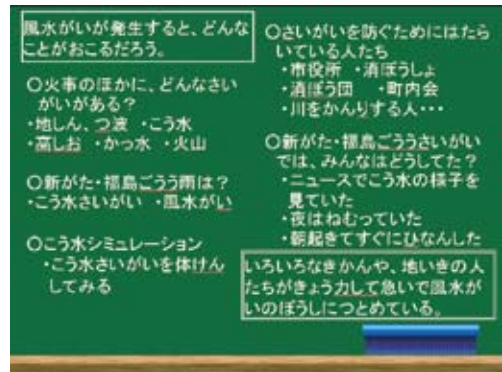 風水がいが発生すると、どんな
ことがおこるだろう。
○火事のほかに、どんなさい
がいがある？
・地しん、つ波 ・こう水
・高しお ・かっ水 ・火山
○新がた・福島ごうう雨は？
・こう水さいがい ・風水がい
○こう水シミュレーション
・こう水さいがいを体けん
してみる
○さいがいを防ぐためにはたら
いている人たち
・市役所 ・消ぼうしょ
・消ぼう団 ・町内会
・川をかんりする人・・・
○新がた・福島ごううさいがい
では、みんなはどうしてた？
・ニュースでこう水の様子を
見ていた
・夜はねむっていた
・朝起きてすぐにひなんした
いろいろなきかんや、地いきの人
たちがきょう力して急いで風水が
いのぼうしにつとめている。